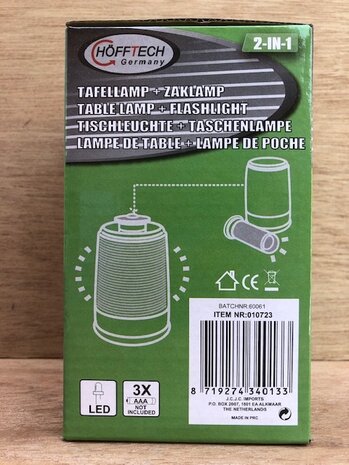 HÖFFTECH
Germany
2-IN-1
TAFELLAMP + ZAKLAMP
TABLE LAMP + FLASHLIGHT
TISCHLEUCHTE + TASCHENLAMPE
LAMPE DE TABLE + LAMPE DE POCHE
CE
BATCHNR:60061
ITEM NR:010723
8 719274 340133
J.C.J.C. IMPORTS
P.O. BOX 2007, 1801 EA ALKMAAR
THE NETHERLANDS
MADE IN PRC
LED
3X
AAA
NOT
INCLUDED